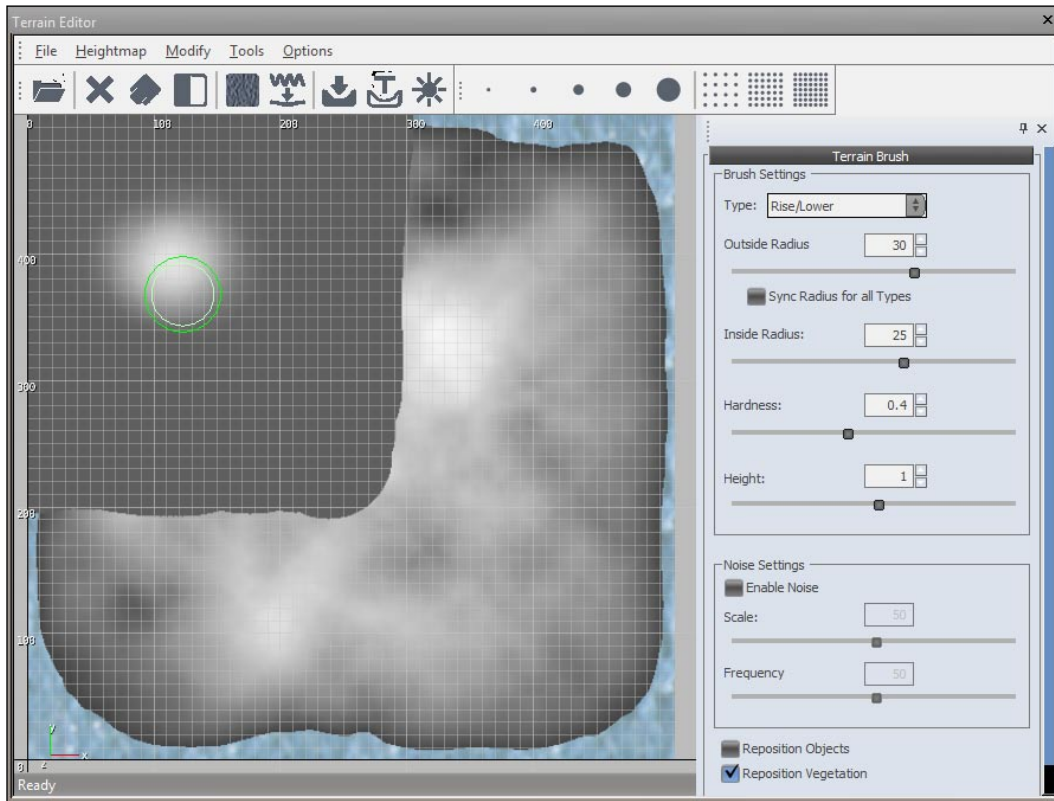 Terrain Editor
File Heightmap Modify Tools Options
0 100 200 300 400
Terrain Brush
Brush Settings
Type: Rise/Lower
Outside Radius 30
400
Sync Radius for all Types
Inside Radius: 25
300
Hardness: 0.4
Height: 1
200
Noise Settings
Enable Noise
Scale: 50
100
Frequency 50
y
x
z
0
Reposition Objects
Reposition Vegetation
Ready